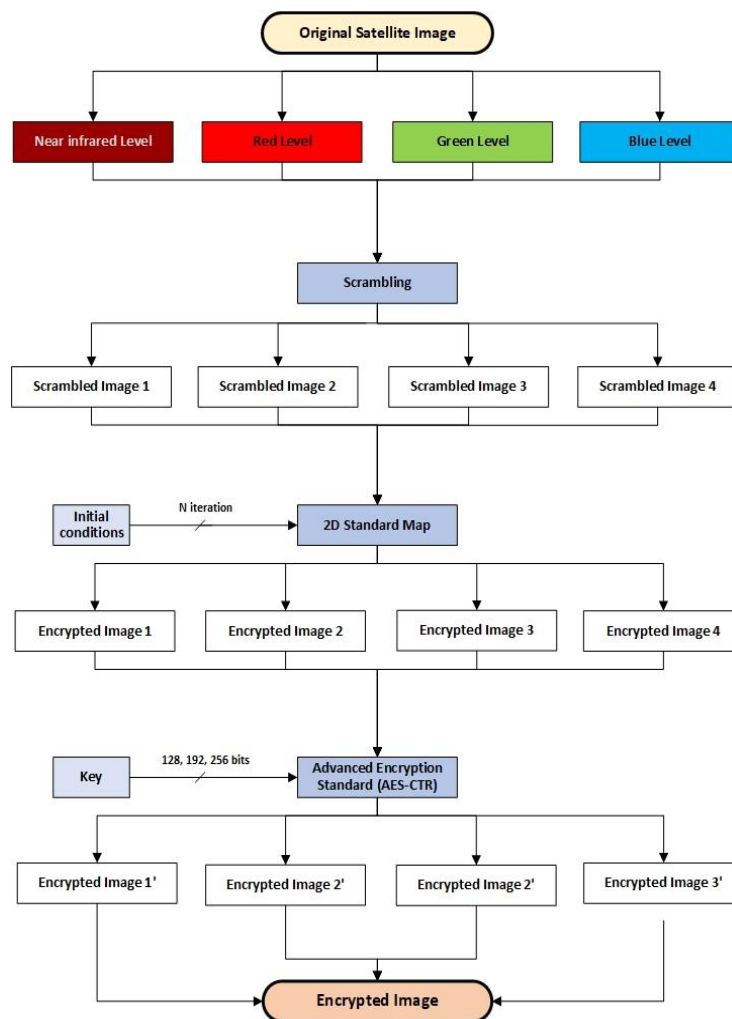 Original Satellite Image
Near infrared Level
Red Level
Green Level
Blue Level
Scrambling
Scrambled Image 1
Scrambled Image 2
Scrambled Image 3
Scrambled Image 4
Initial
conditions
N iteration
2D Standard Map
Encrypted Image 1
Encrypted Image 2
Encrypted Image 3
Encrypted Image 4
Key
128, 192, 256 bits
Advanced Encryption
Standard (AES-CTR)
Encrypted Image 1'
Encrypted Image 2'
Encrypted Image 2'
Encrypted Image 3'
Encrypted Image